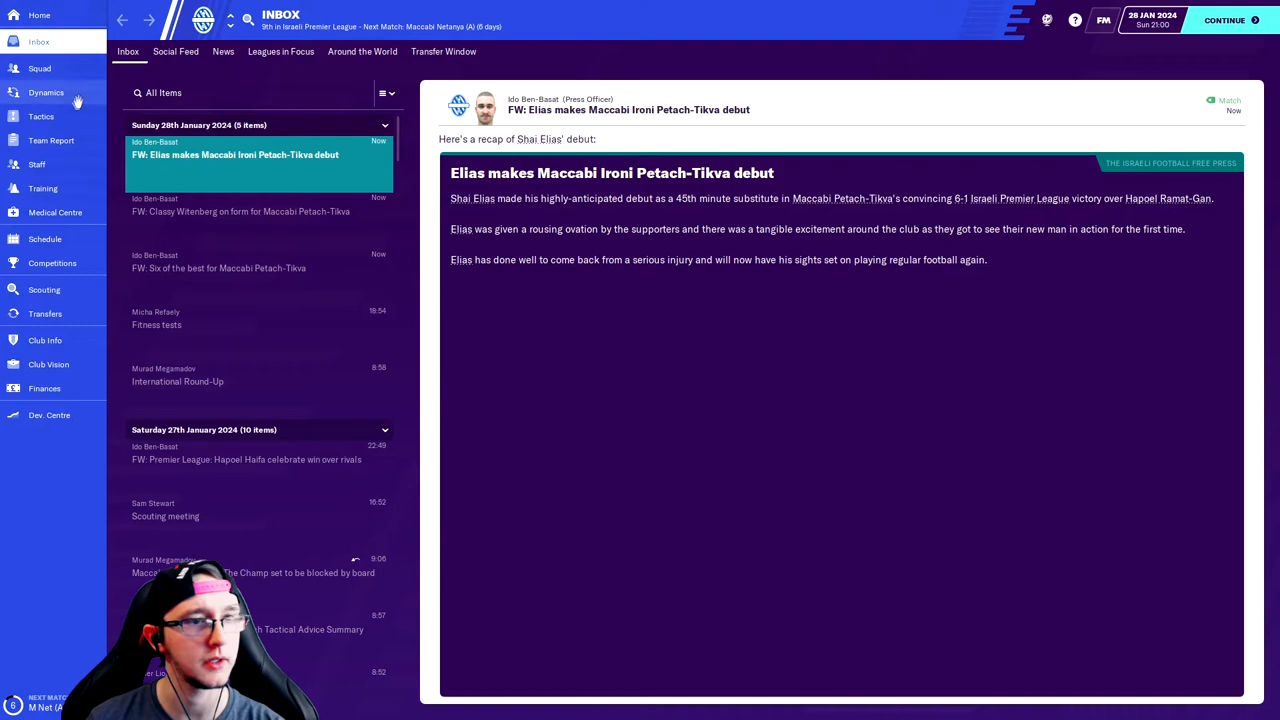 Home
Inbox
Squad
Dynamics
Tactics
Team Report
Staff
Training
Medical Centre
Schedule
Competitions
Scouting
Transfers
Club Info
Club Vision
Finances
Dev. Centre
6
NEXT MATCH
M Net (A)
INBOX
9th in Israeli Premier League - Next Match: Maccabi Netanya (A) (6 days)
?
FM
28 JAN 2024
Sun 21:00
CONTINUE
Inbox Social Feed News Leagues in Focus Around the World Transfer Window
All Items
Sunday 28th January 2024 (5 items)
Ido Ben-Basat Now
FW: Elias makes Maccabi Ironi Petach-Tikva debut
Ido Ben-Basat Now
FW: Classy Witenberg on form for Maccabi Petach-Tikva
Ido Ben-Basat Now
FW: Six of the best for Maccabi Petach-Tikva
Micha Refaely 18:54
Fitness tests
Murad Megamadov 8:58
International Round-Up
Saturday 27th January 2024 (10 items)
Ido Ben-Basat 22:49
FW: Premier League: Hapoel Haifa celebrate win over rivals
Sam Stewart 16:52
Scouting meeting
Murad Megamadov 9:06
The Champ set to be blocked by board
8:57
Tactical Advice Summary
8:52
Ido Ben-Basat (Press Officer)
FW: Elias makes Maccabi Ironi Petach-Tikva debut
Match
Now
Here's a recap of Shai Elias' debut:
THE ISRAELI FOOTBALL FREE PRESS
Elias makes Maccabi Ironi Petach-Tikva debut
Shai Elias made his highly-anticipated debut as a 45th minute substitute in Maccabi Petach-Tikva's convincing 6-1 Israeli Premier League victory over Hapoel Ramat-Gan.
Elias was given a rousing ovation by the supporters and there was a tangible excitement around the club as they got to see their new man in action for the first time.
Elias has done well to come back from a serious injury and will now have his sights set on playing regular football again.